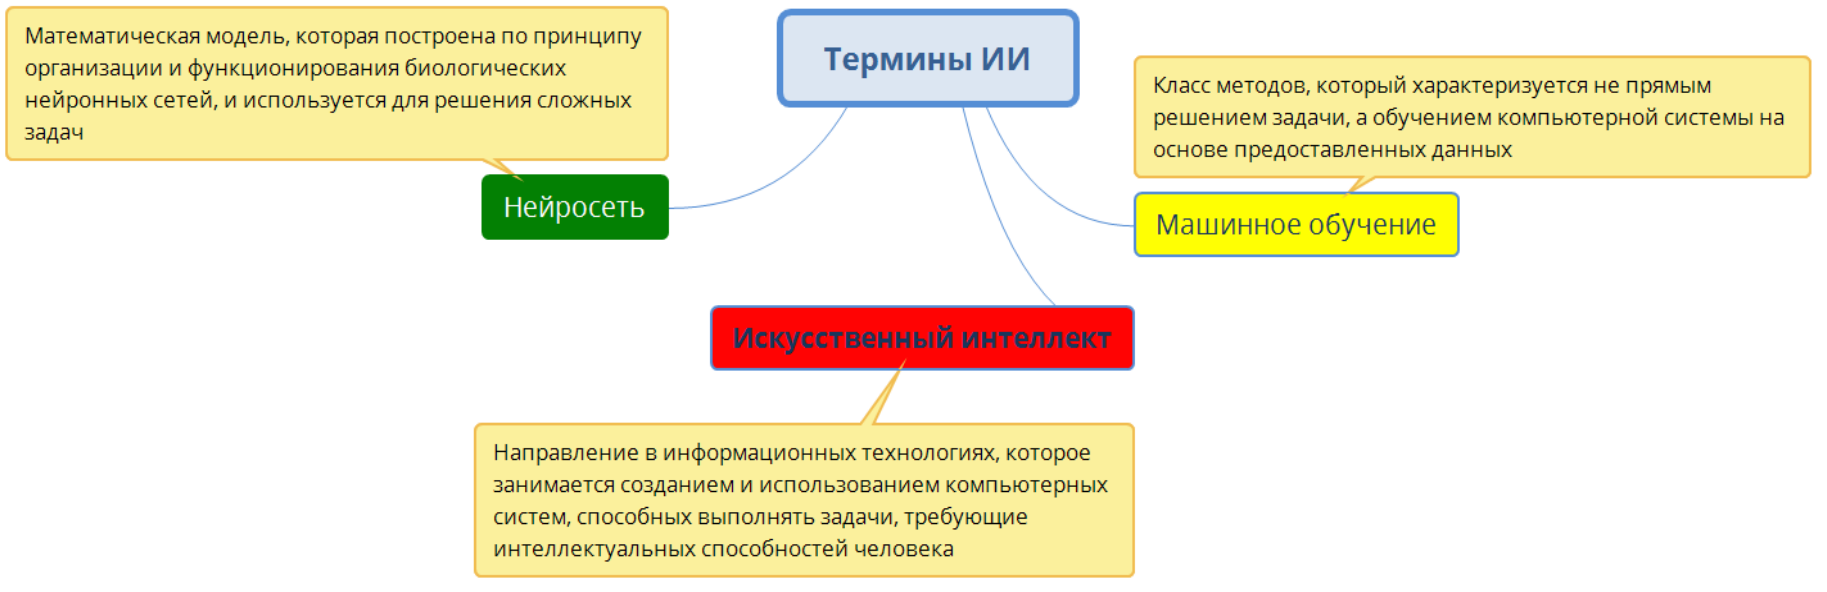 Термины ИИ
Математическая модель, которая построена по принципу
организации и функционирования биологических
нейронных сетей, и используется для решения сложных
задач
Нейросеть
Класс методов, который характеризуется не прямым
решением задачи, а обучением компьютерной системы на
основе предоставленных данных
Машинное обучение
Искусственный интеллект
Направление в информационных технологиях, которое
занимается созданием и использованием компьютерных
систем, способных выполнять задачи, требующие
интеллектуальных способностей человека